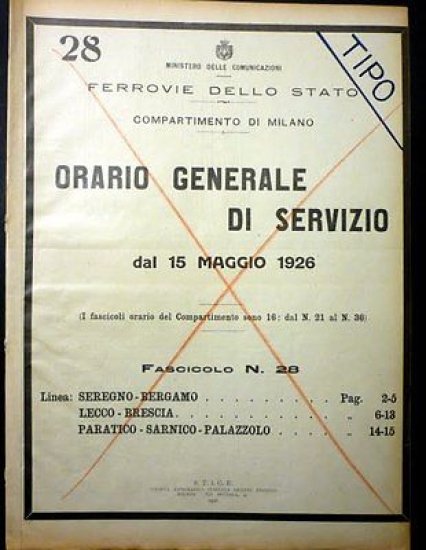 28
TIPO
MINISTERO DELLE COMUNICAZIONI
FERROVIE DELLO STATO
COMPARTIMENTO DI MILANO
ORARIO GENERALE
DI SERVIZIO
dal 15 MAGGIO 1926
(I fascicoli orario del Compartimento sono 16: dal N. 21 al N. 36)
FASCICOLO N. 28
Linea: SEREGNO-BERGAMO . . . . . . . . . Pag. 2-5
LECCO-BRESCIA. . . . . . . . . . . „ 6-13
PARATICO-SARNICO-PALAZZOLO . . . . . „ 14-15
S.T.I.G.E.
1926